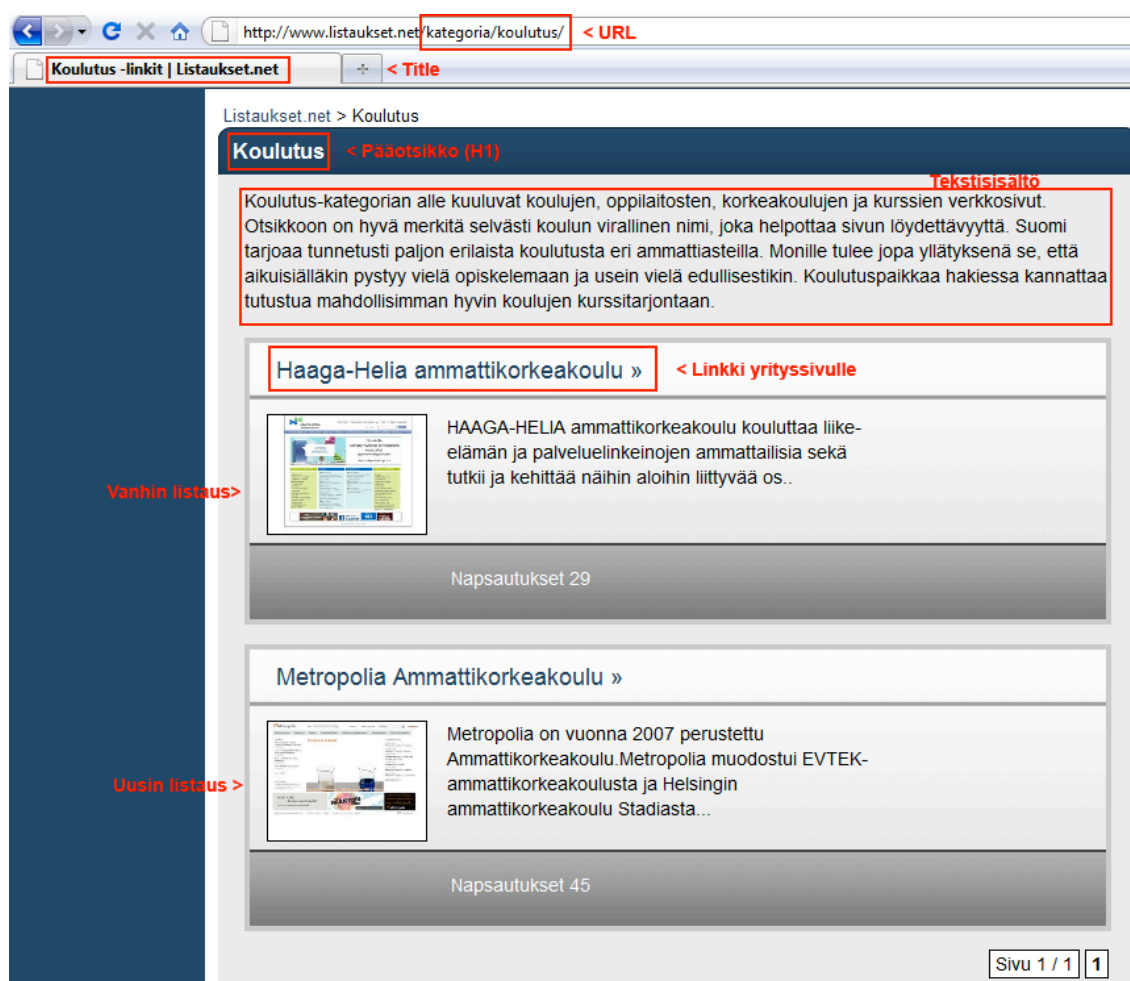 http://www.listaukset.net/kategoria/koulutus/ < URL
Koulutus -linkit | Listaukset.net < Title
Listaukset.net > Koulutus
Koulutus < Pääotsikko (H1)
Tekstisisältö
Koulutus-kategorian alle kuuluvat koulujen, oppilaitosten, korkeakoulujen ja kurssien verkkosivut.
Otsikkoon on hyvä merkitä selvästi koulun virallinen nimi, joka helpottaa sivun löydettävyyttä. Suomi
tarjoaa tunnetusti paljon erilaista koulutusta eri ammattiasteilla. Monille tulee jopa yllätyksenä se, että
aikuisiälläkin pystyy vielä opiskelemaan ja usein vielä edullisestikin. Koulutuspaikkaa hakiessa kannattaa
tutustua mahdollisimman hyvin koulujen kurssitarjontaan.
Haaga-Helia ammattikorkeakoulu » < Linkki yrityssivulle
HAAGA-HELIA ammattikorkeakoulu kouluttaa liike-
elämän ja palveluelinkeinojen ammattailisia sekä
tutkii ja kehittää näihin aloihin liittyvää os..
Vanhin listaus>
Napsautukset 29
Metropolia Ammattikorkeakoulu »
Metropolia on vuonna 2007 perustettu
Ammattikorkeakoulu.Metropolia muodostui EVTEK-
ammattikorkeakoulusta ja Helsingin
ammattikorkeakoulu Stadiasta...
Uusin listaus >
Napsautukset 45
Sivu 1 / 1 1